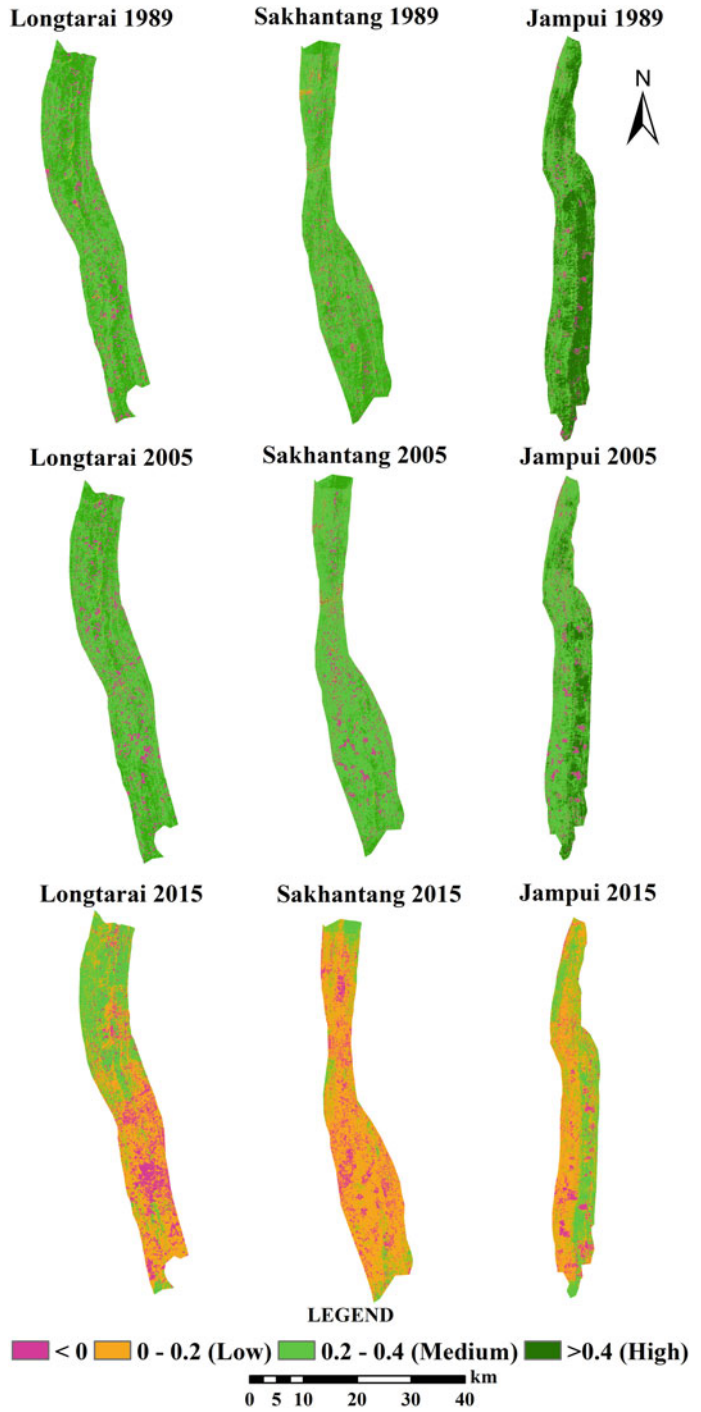 Longtarai 1989 Sakhantang 1989 Jampui 1989
N
Longtarai 2005 Sakhantang 2005 Jampui 2005
Longtarai 2015 Sakhantang 2015 Jampui 2015
LEGEND
< 0 0 - 0.2 (Low) 0.2 - 0.4 (Medium) >0.4 (High)
km
0 5 10 20 30 40